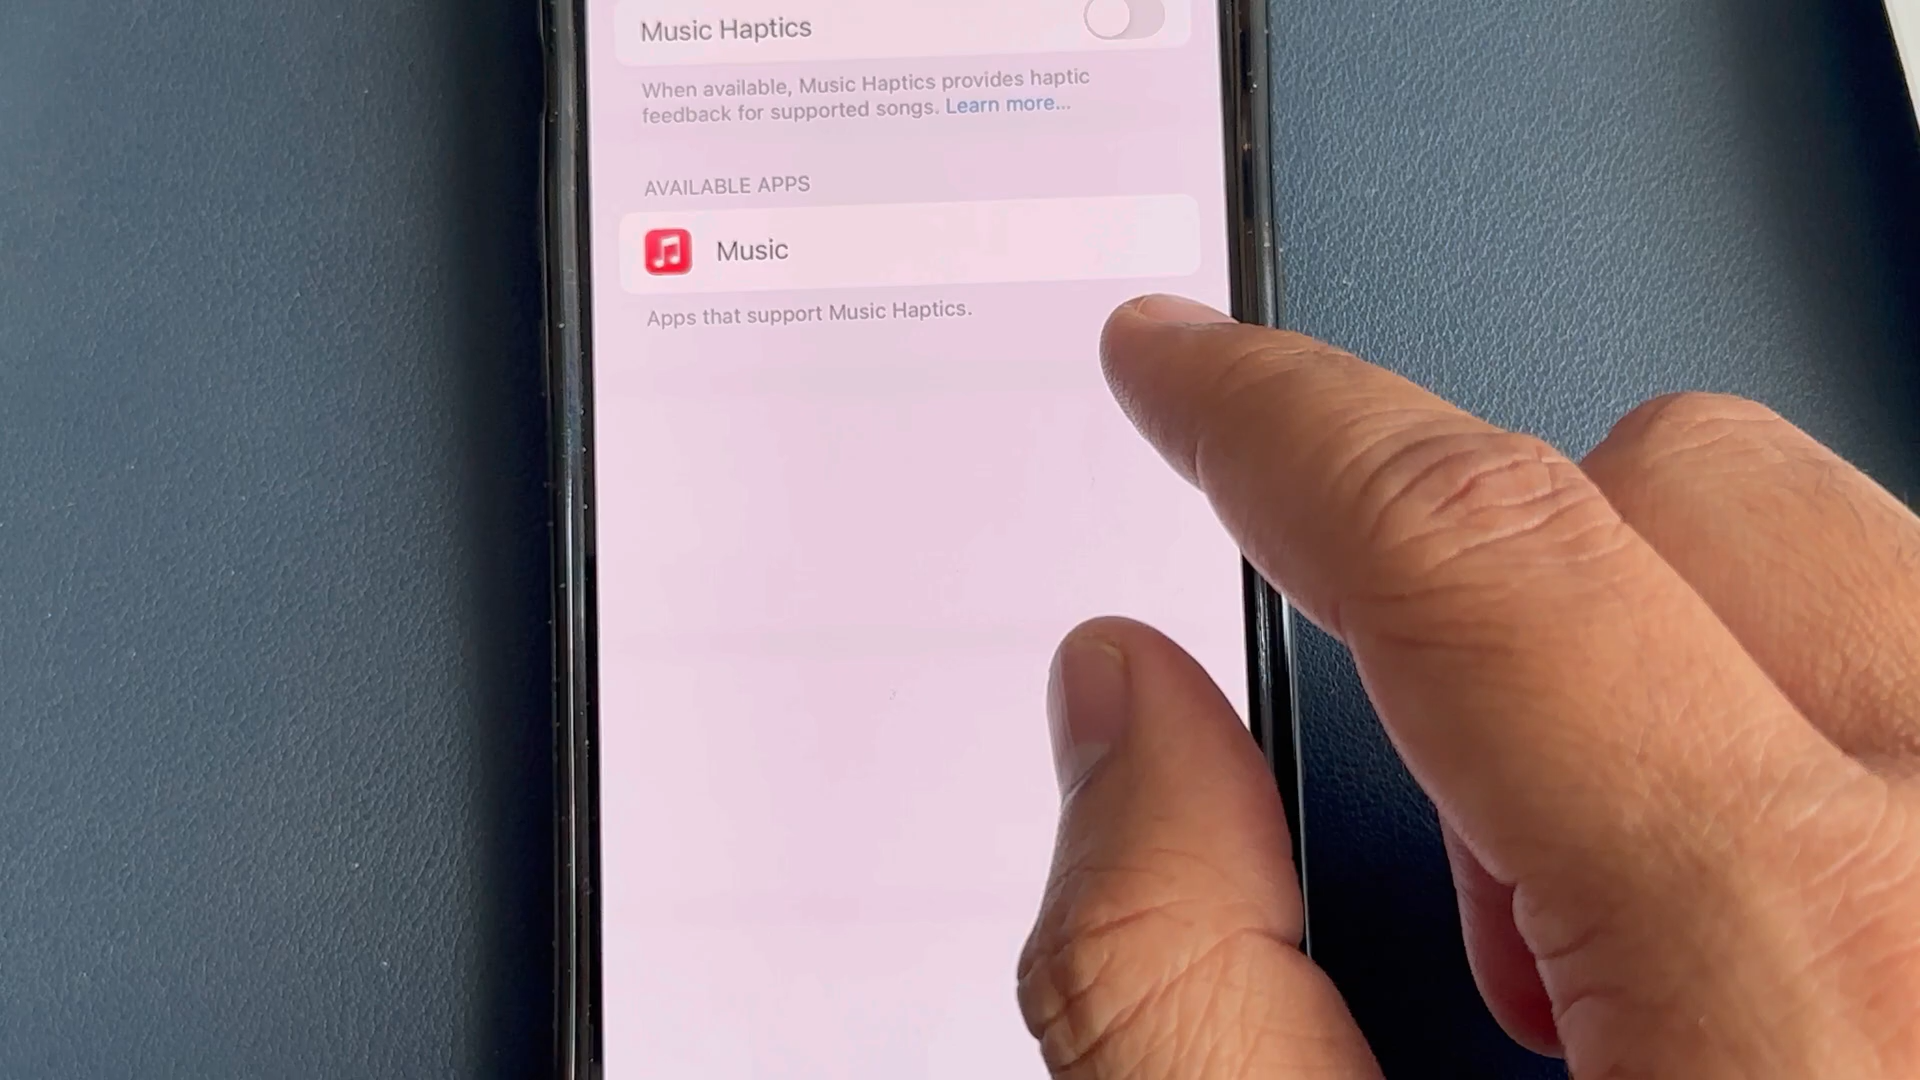 Music Haptics
When available, Music Haptics provides haptic
feedback for supported songs. Learn more...
AVAILABLE APPS
Music
Apps that support Music Haptics.